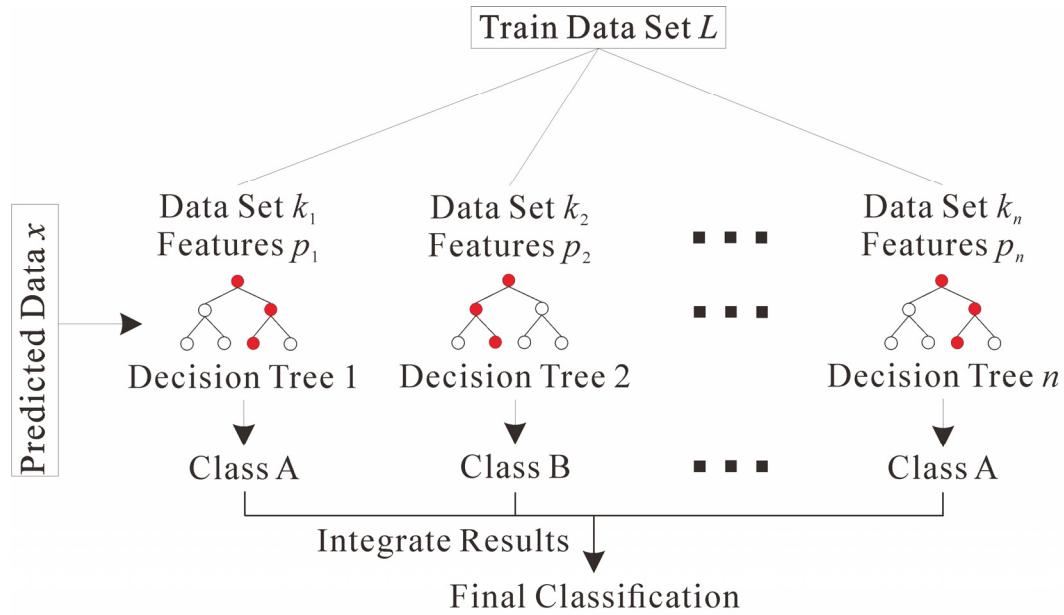 Train Data Set L
Predicted Data x
Data Set k₁
Features p₁
Data Set k₂
Features p₂
Data Set kₙ
Features pₙ
Decision Tree 1
Decision Tree 2
Decision Tree n
Class A
Class B
Class A
Integrate Results
Final Classification